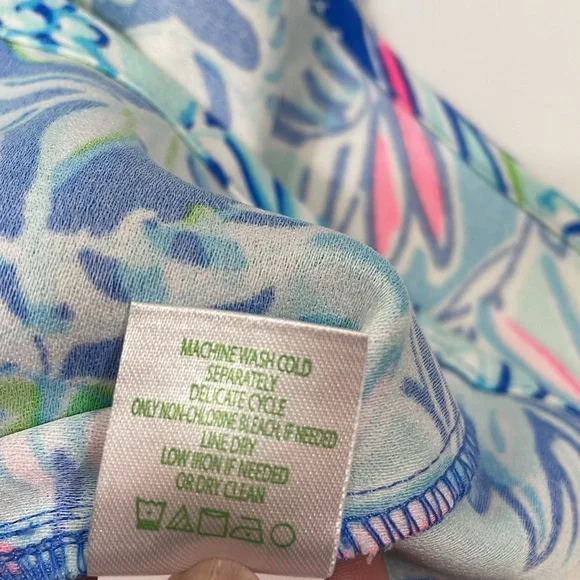 MACHINE WASH COLD
SEPARATELY
DELICATE CYCLE
ONLY NON-CHLORINE BLEACH, IF NEEDED
LINE DRY
LOW IRON IF NEEDED
OR DRY CLEAN